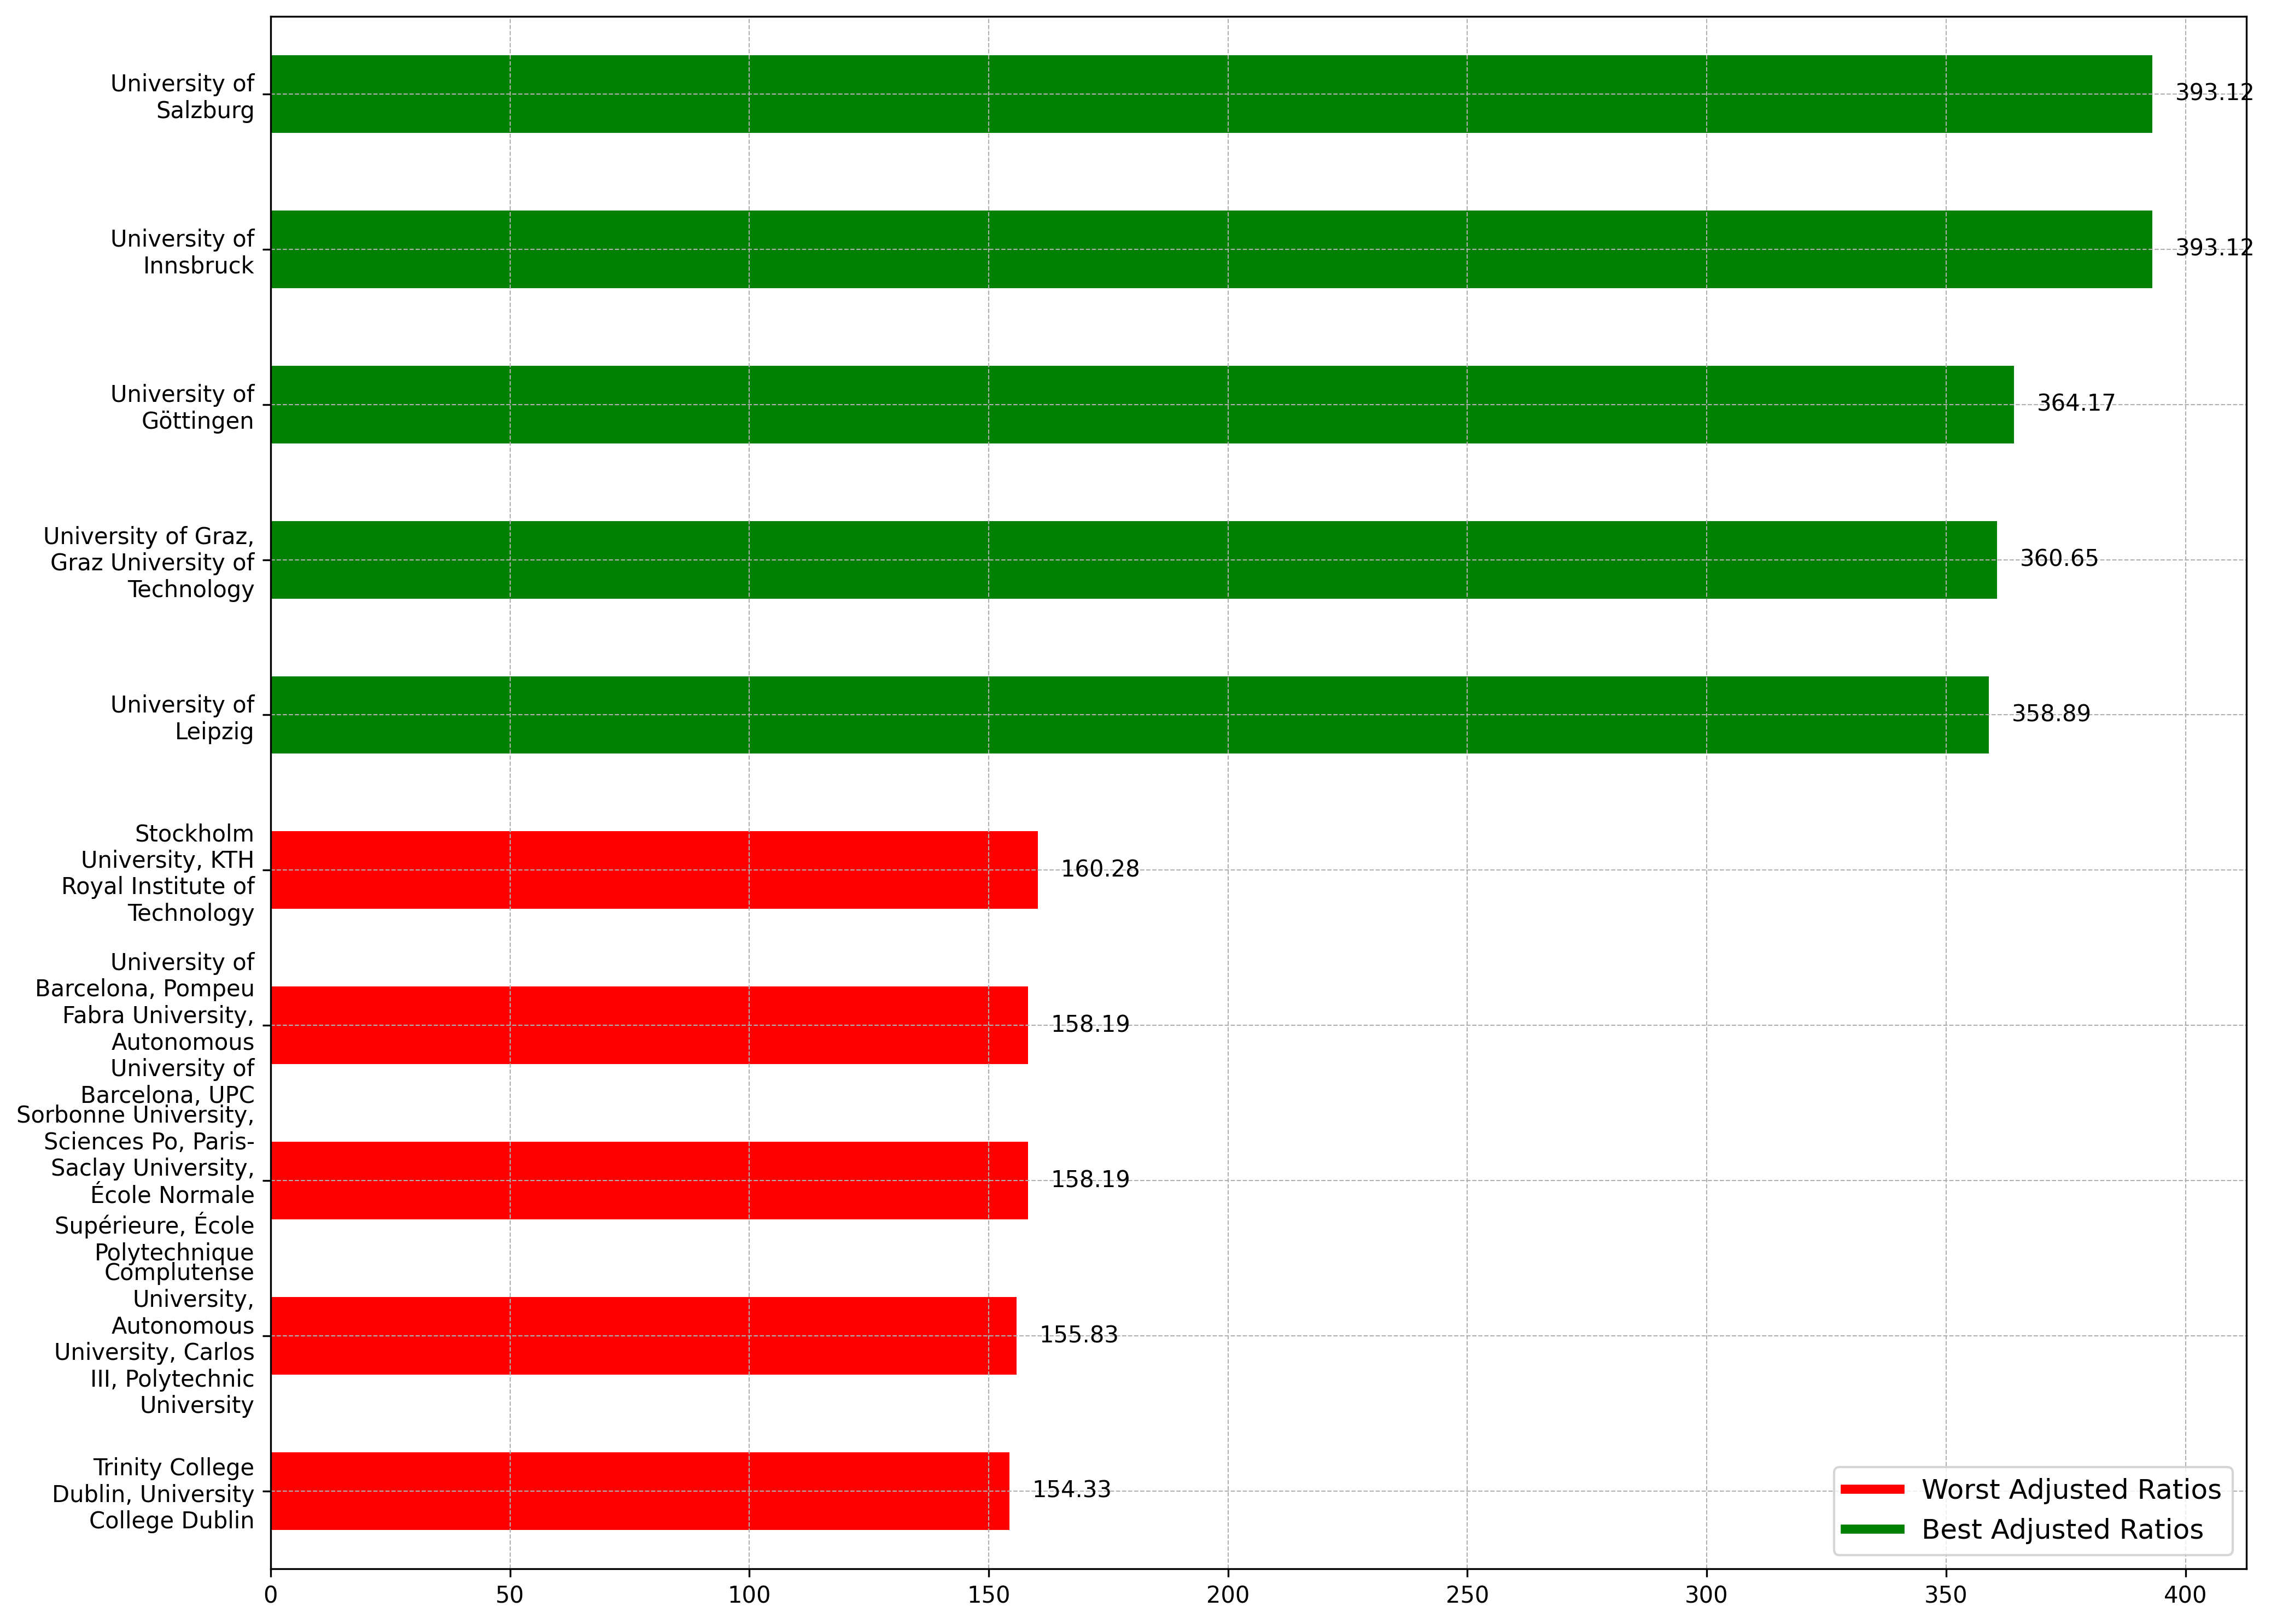 University of
Salzburg
393.12
University of
Innsbruck
393.12
University of
Göttingen
364.17
University of Graz,
Graz University of
Technology
360.65
University of
Leipzig
358.89
Stockholm
University, KTH
Royal Institute of
Technology
160.28
University of
Barcelona, Pompeu
Fabra University,
Autonomous
University of
Barcelona, UPC
158.19
Sorbonne University,
Sciences Po, Paris-
Saclay University,
École Normale
Supérieure, École
Polytechnique
158.19
Complutense
University,
Autonomous
University, Carlos
III, Polytechnic
University
155.83
Trinity College
Dublin, University
College Dublin
154.33
Worst Adjusted Ratios
Best Adjusted Ratios
0 50 100 150 200 250 300 350 400